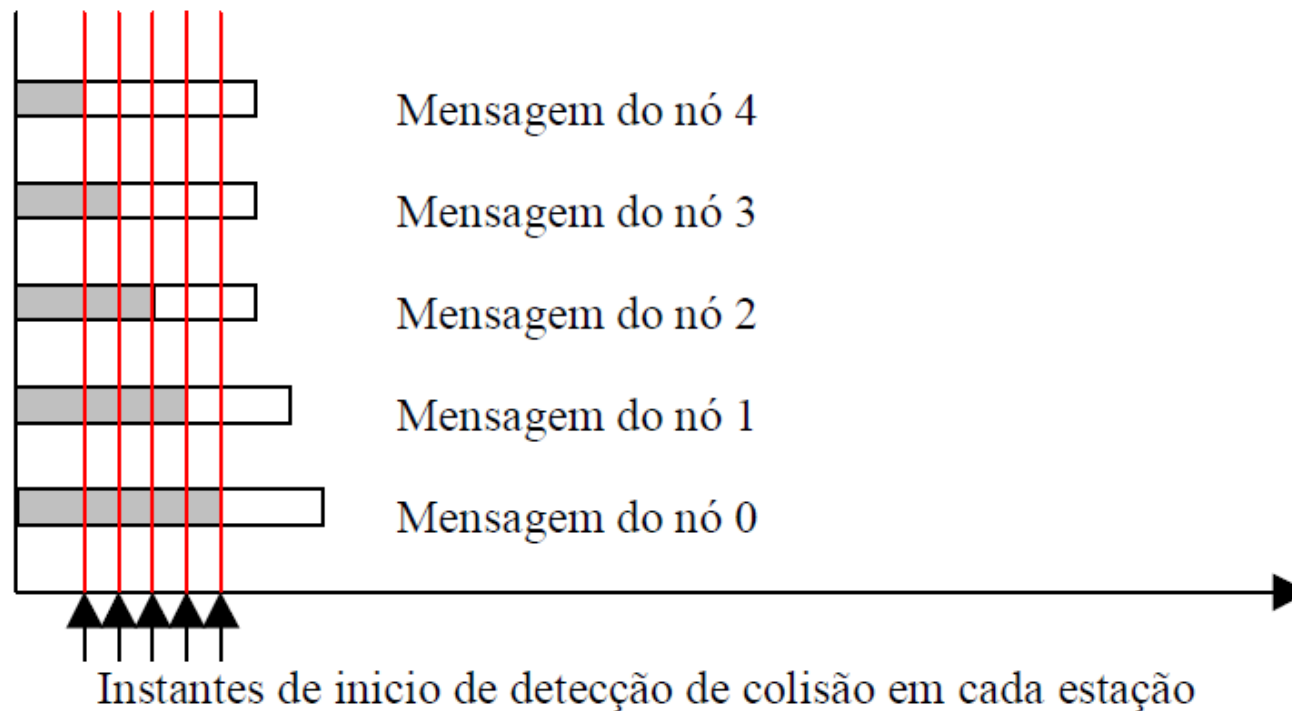 Mensagem do nó 4
Mensagem do nó 3
Mensagem do nó 2
Mensagem do nó 1
Mensagem do nó 0
Instantes de inicio de detecção de colisão em cada estação